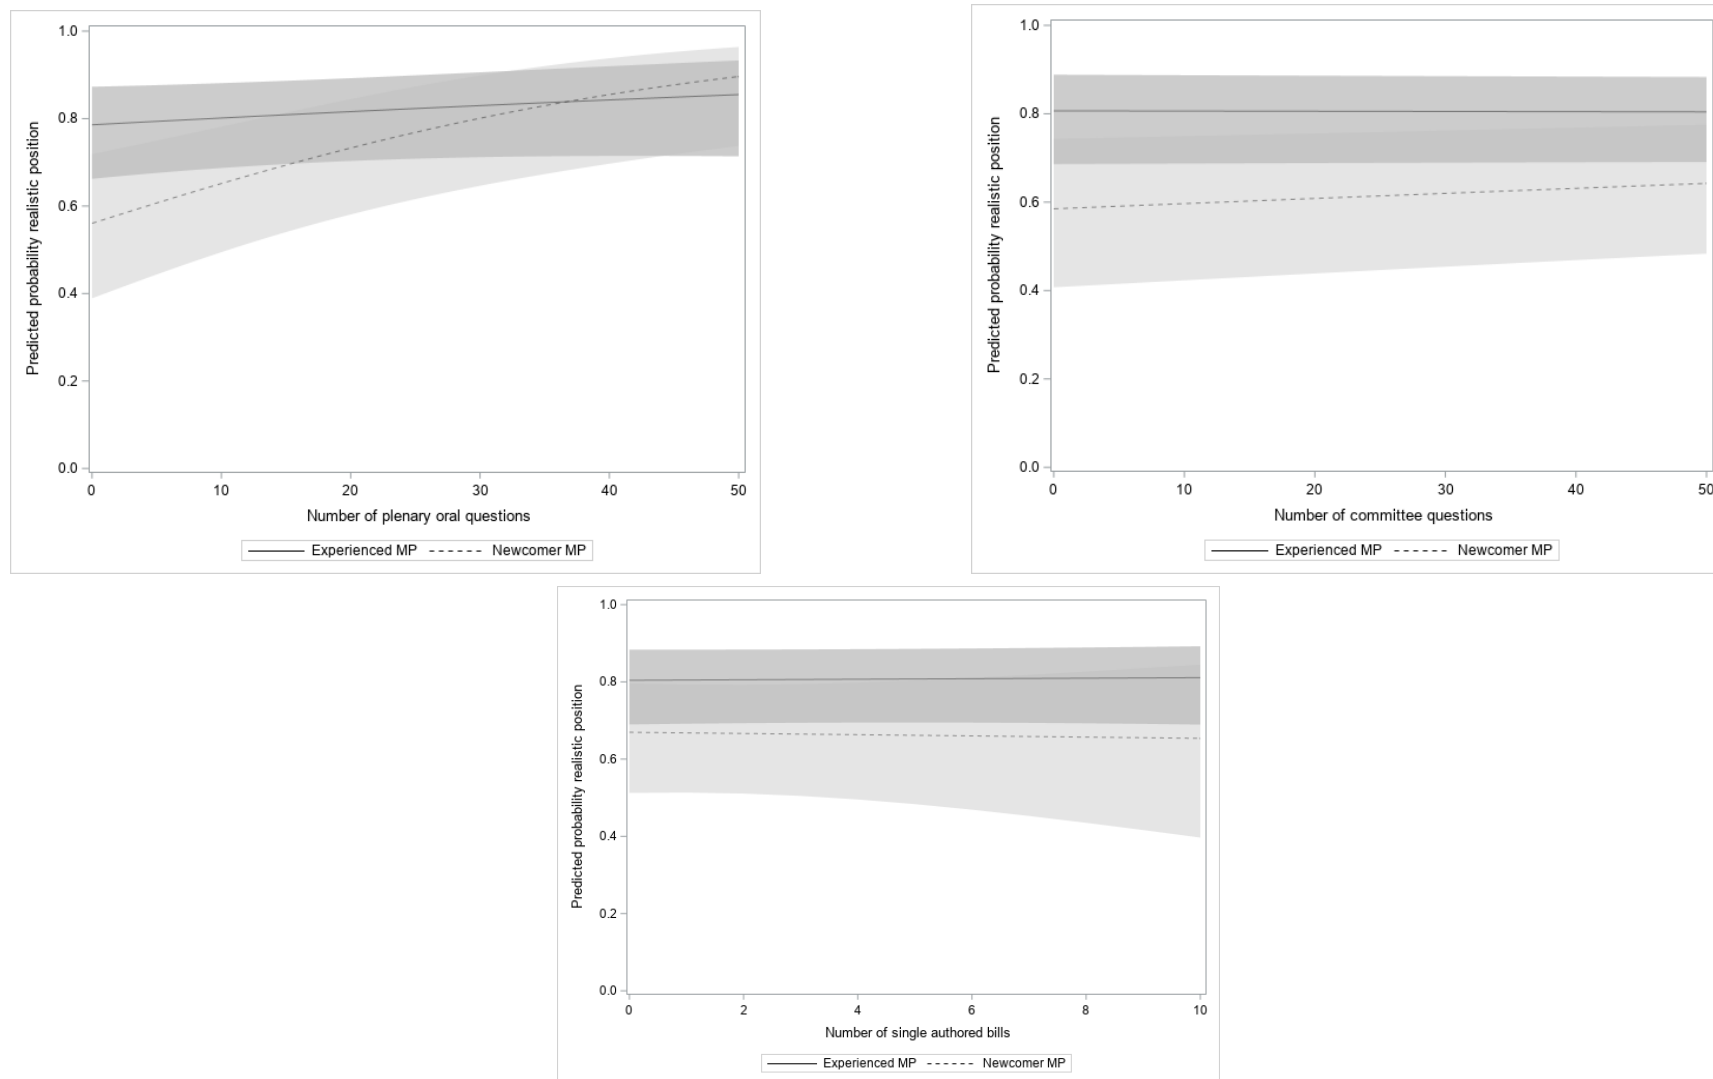 1.0
0.8
0.6
0.4
0.2
0.0
Predicted probability realistic position
0 10 20 30 40 50
Number of plenary oral questions
Experienced MP Newcomer MP
1.0
0.8
0.6
0.4
0.2
0.0
Predicted probability realistic position
0 10 20 30 40 50
Number of committee questions
Experienced MP Newcomer MP
1.0
0.8
0.6
0.4
0.2
0.0
Predicted probability realistic position
0 2 4 6 8 10
Number of single authored bills
Experienced MP Newcomer MP